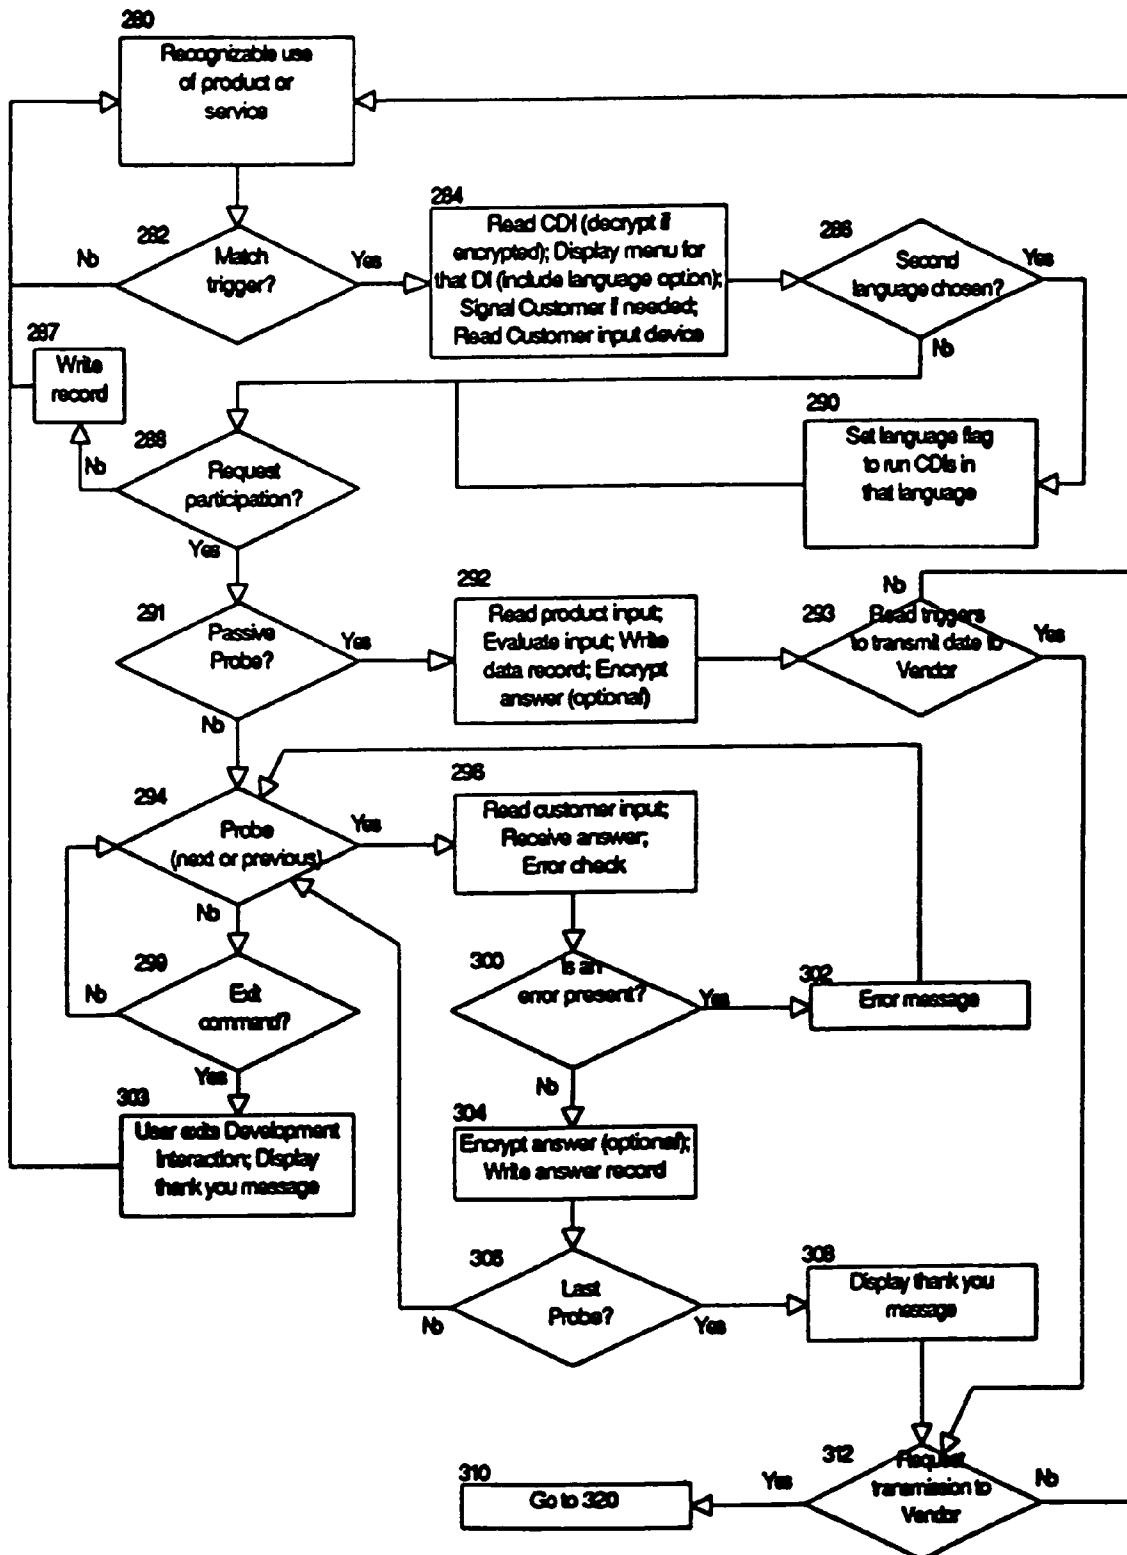 280
Recognizable use
of product or
service
282
Match
trigger?
No
Yes
284
Read CDI (decrypt if
encrypted); Display menu for
that DI (include language option);
Signal Customer if needed;
Read Customer input device
286
Second
language chosen?
Yes
No
287
Write
record
288
Request
participation?
No
Yes
290
Set language flag
to run CDIs in
that language
291
Passive
Probe?
Yes
No
292
Read product input;
Evaluate input; Write
data record; Encrypt
answer (optional)
293
Read triggers
to transmit date to
Vendor
No
Yes
294
Probe
(next or previous)
Yes
No
296
Read customer input;
Receive answer;
Error check
299
Exit
command?
No
Yes
300
Is an
error present?
Yes
No
302
Error message
303
User exits Development
Interaction; Display
thank you message
304
Encrypt answer (optional);
Write answer record
306
Last
Probe?
No
Yes
308
Display thank you
message
310
Go to 320
312
Request
transmission to
Vendor
Yes
No